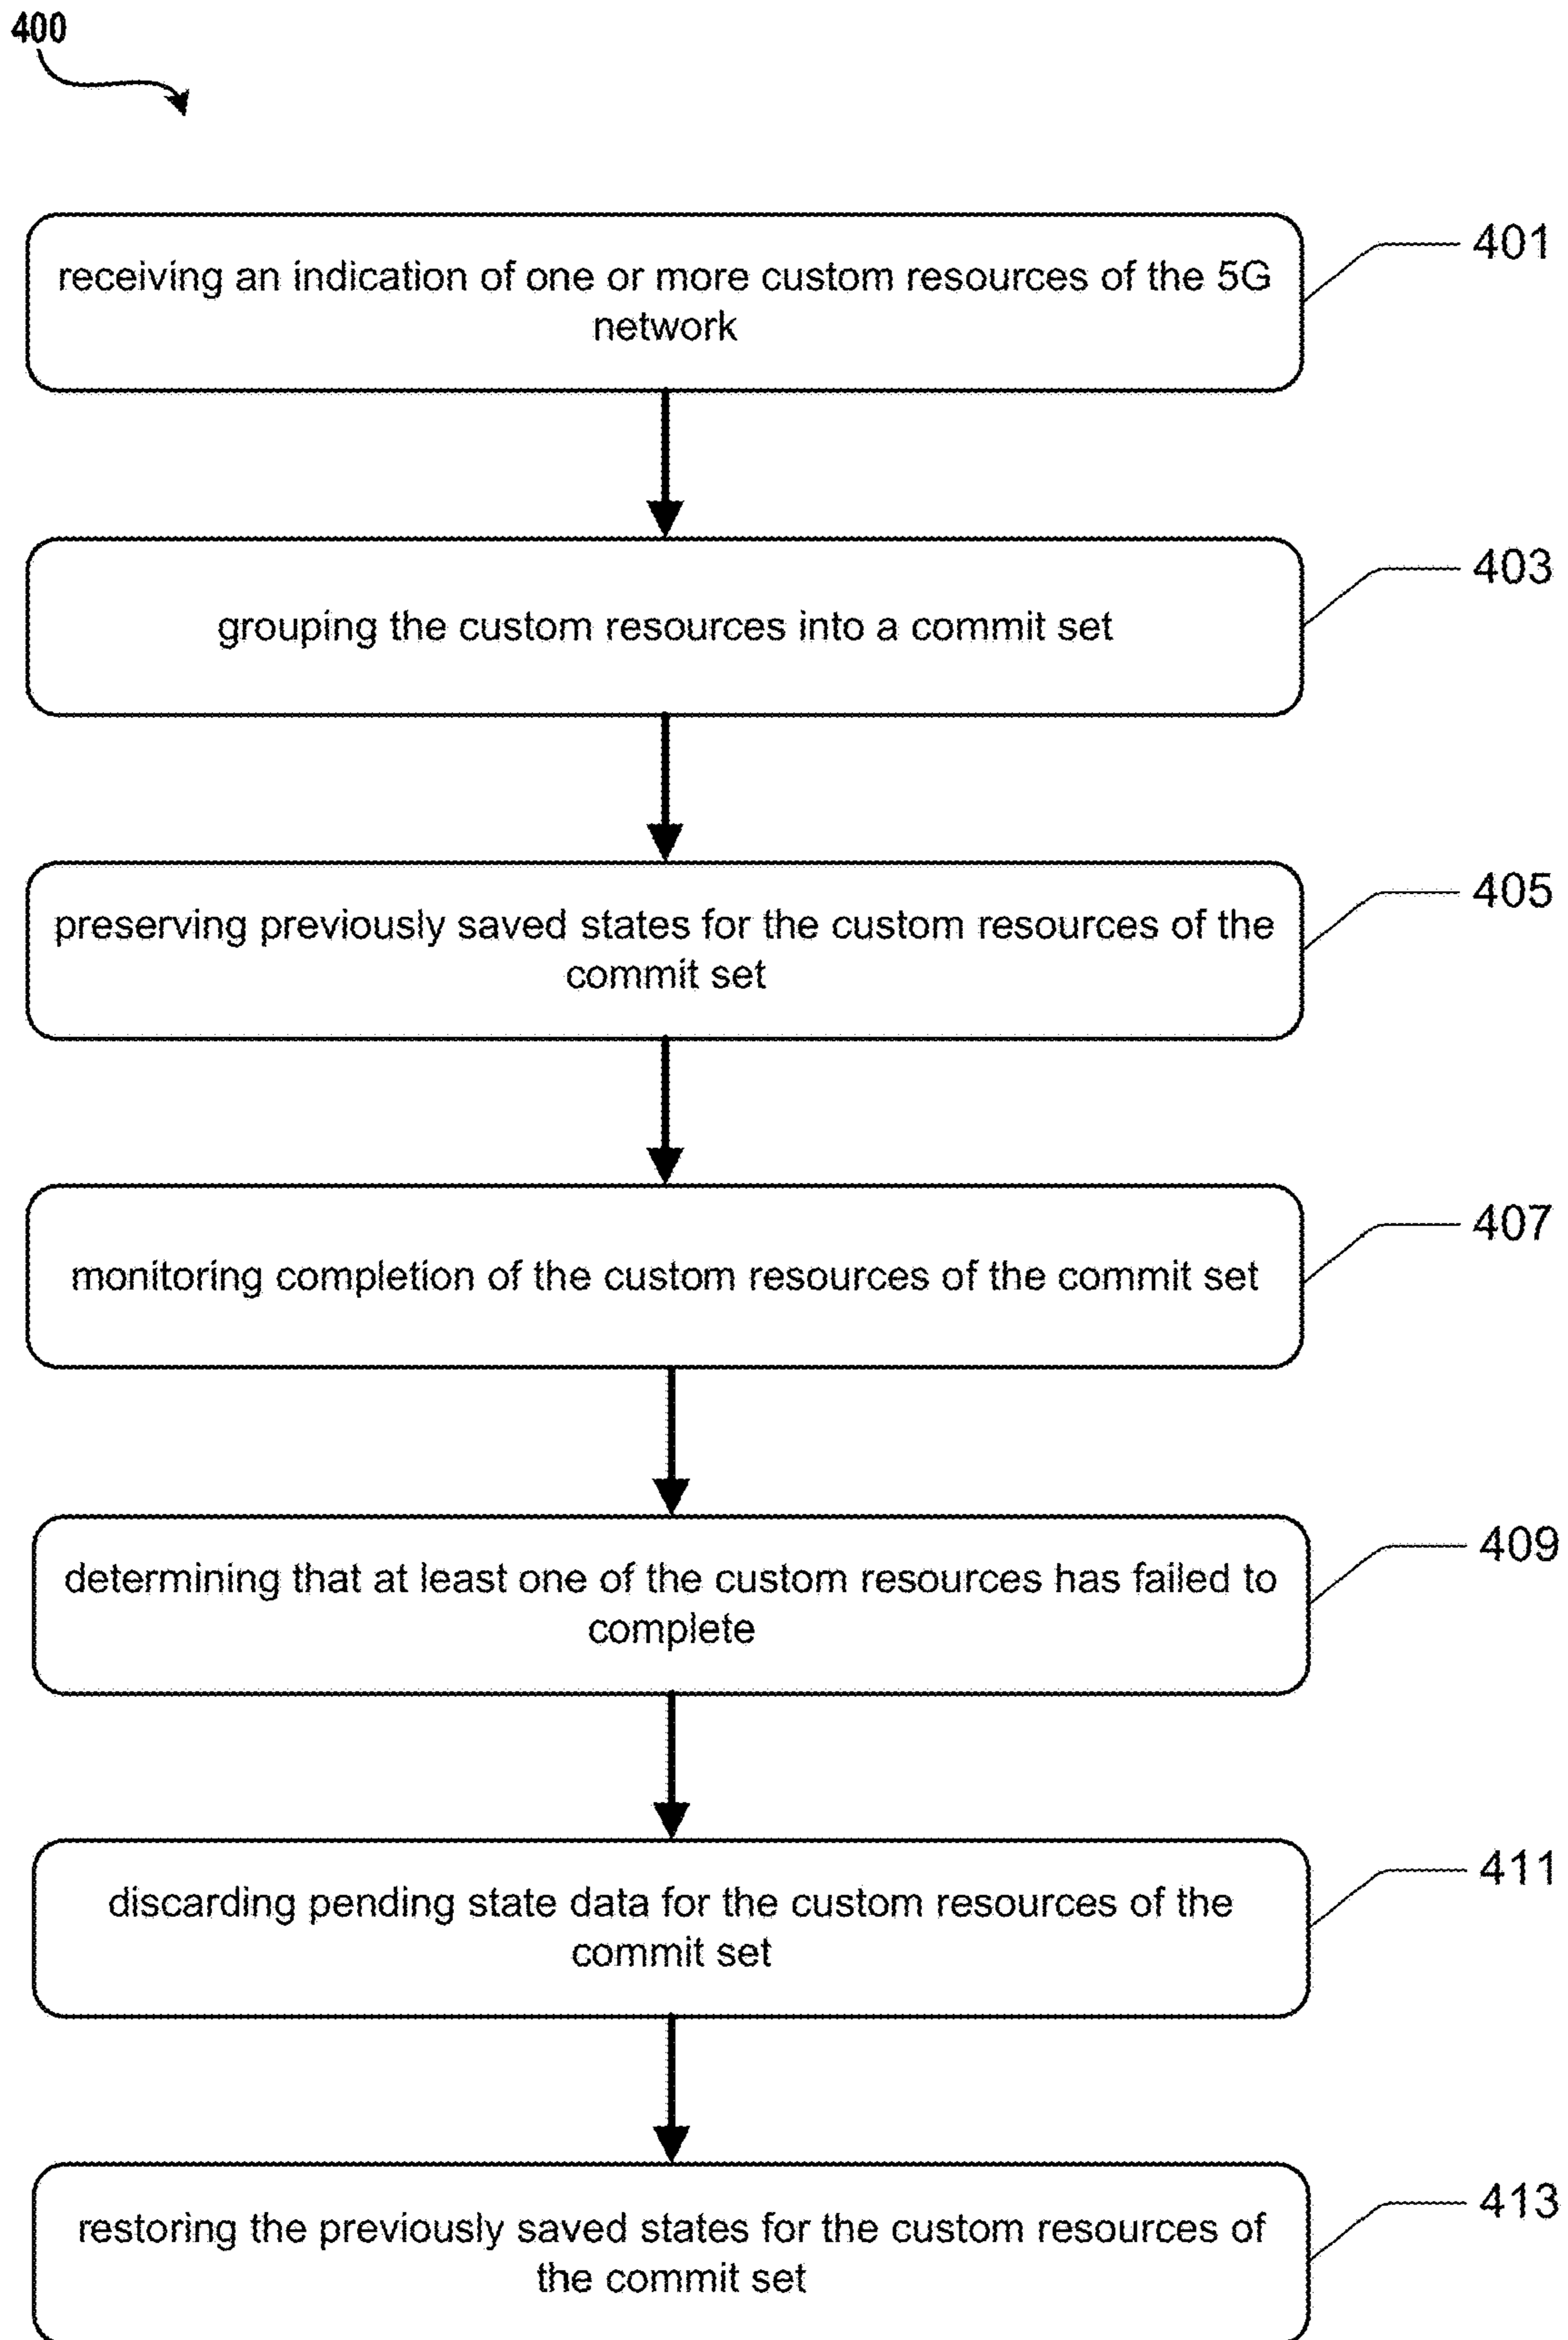 400
receiving an indication of one or more custom resources of the 5G
network
401
grouping the custom resources into a commit set
403
preserving previously saved states for the custom resources of the
commit set
405
monitoring completion of the custom resources of the commit set
407
determining that at least one of the custom resources has failed to
complete
409
discarding pending state data for the custom resources of the
commit set
411
restoring the previously saved states for the custom resources of
the commit set
413